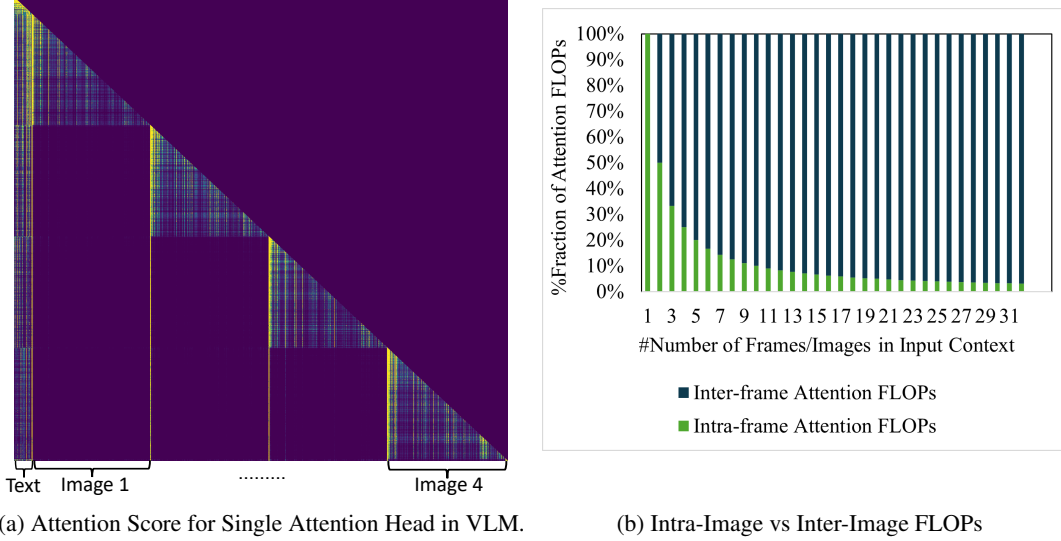 Text
Image 1
.........
Image 4
(a) Attention Score for Single Attention Head in VLM.
%Fraction of Attention FLOPs
100%
90%
80%
70%
60%
50%
40%
30%
20%
10%
0%
1 3 5 7 9 11 13 15 17 19 21 23 25 27 29 31
#Number of Frames/Images in Input Context
Inter-frame Attention FLOPs
Intra-frame Attention FLOPs
(b) Intra-Image vs Inter-Image FLOPs